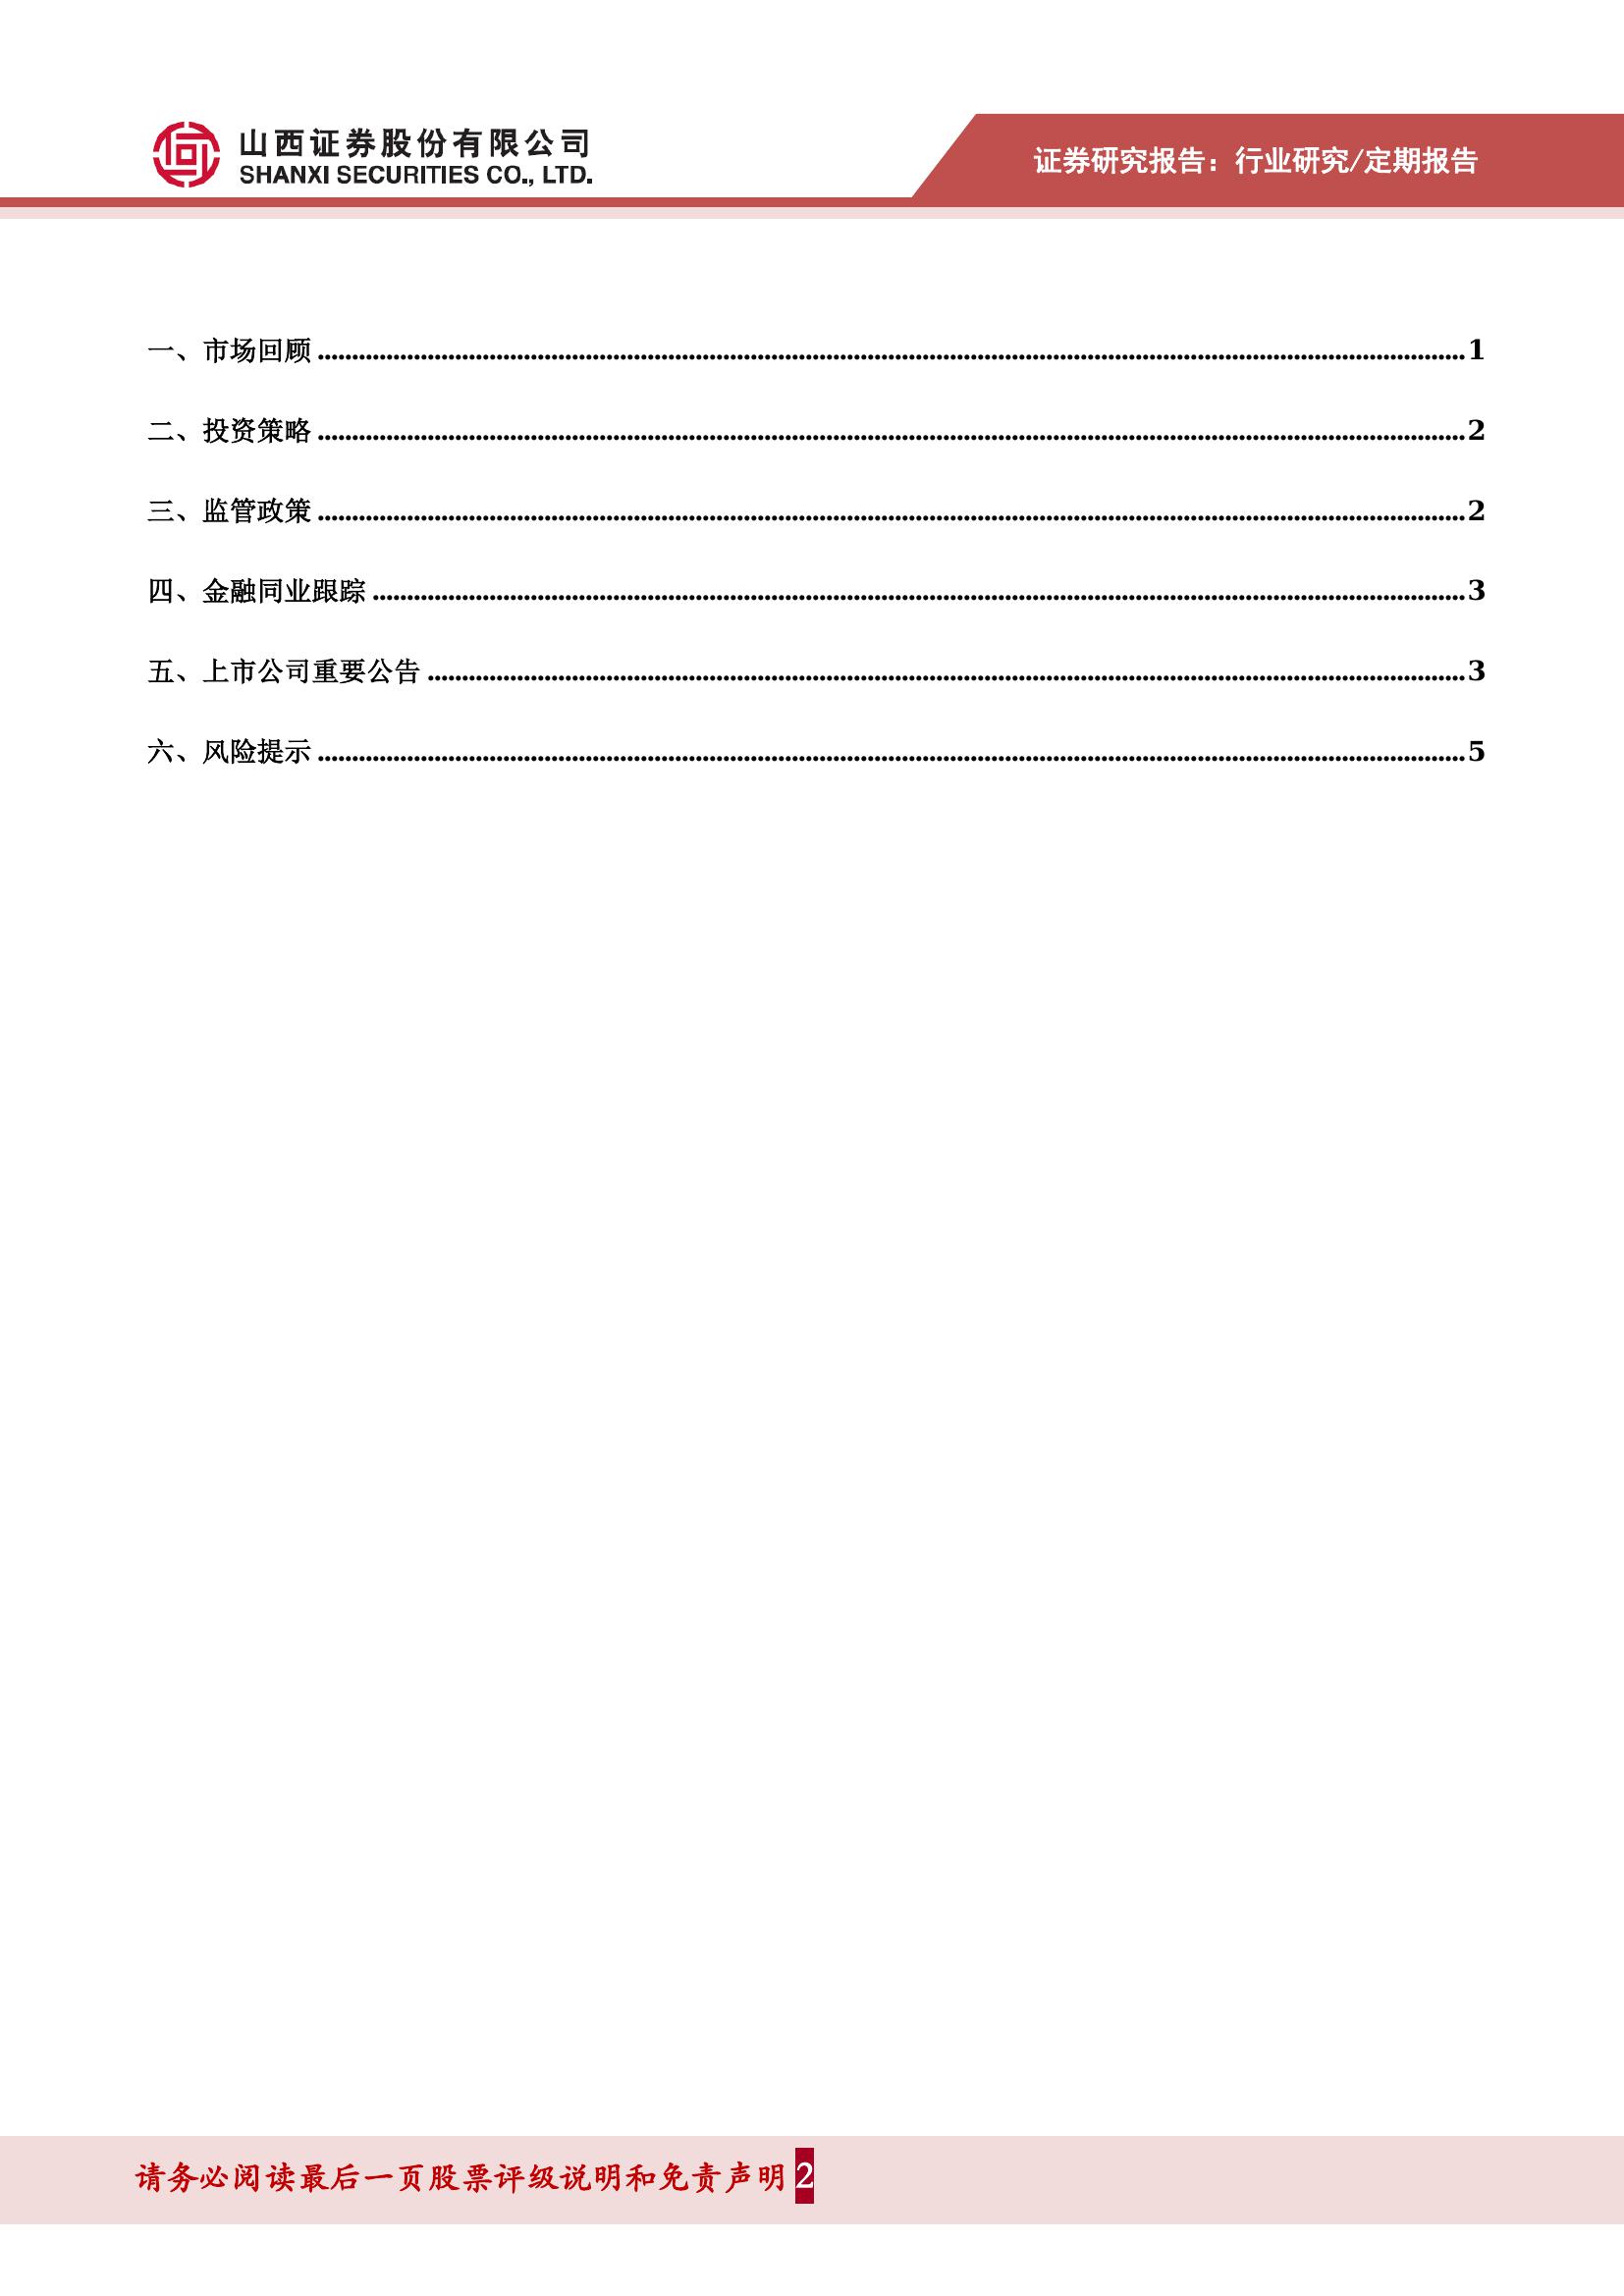 山西证券股份有限公司
SHANXI SECURITIES CO., LTD.
证券研究报告：行业研究/定期报告
一、市场回顾 ........ 1
二、投资策略 ........ 2
三、监管政策 ........ 2
四、金融同业跟踪 ........ 3
五、上市公司重要公告 ........ 3
六、风险提示 ........ 5
请务必阅读最后一页股票评级说明和免责声明 2